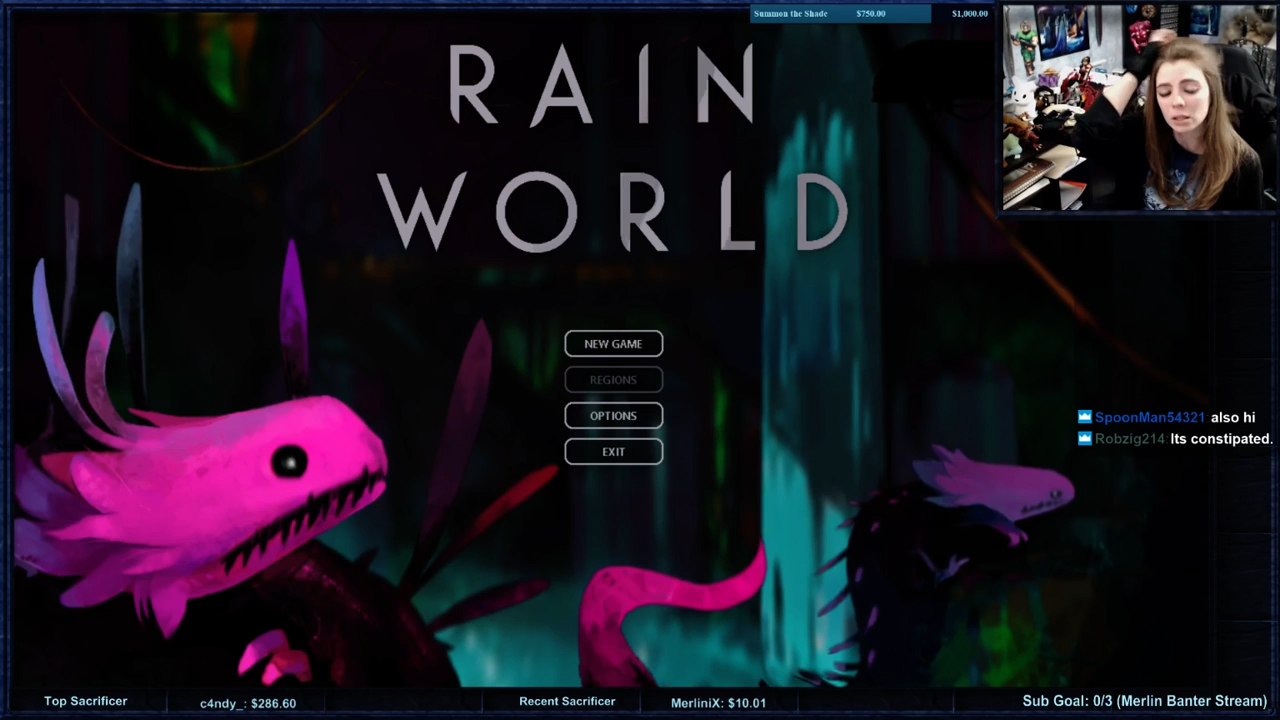 Summon the Shade $750.00 $1,000.00
RAIN
WORLD
NEW GAME
REGIONS
OPTIONS
EXIT
SpoonMan54321 also hi
Robzig214 Its constipated.
Top Sacrificer c4ndy_: $286.60 Recent Sacrificer MerliniX: $10.01 Sub Goal: 0/3 (Merlin Banter Stream)